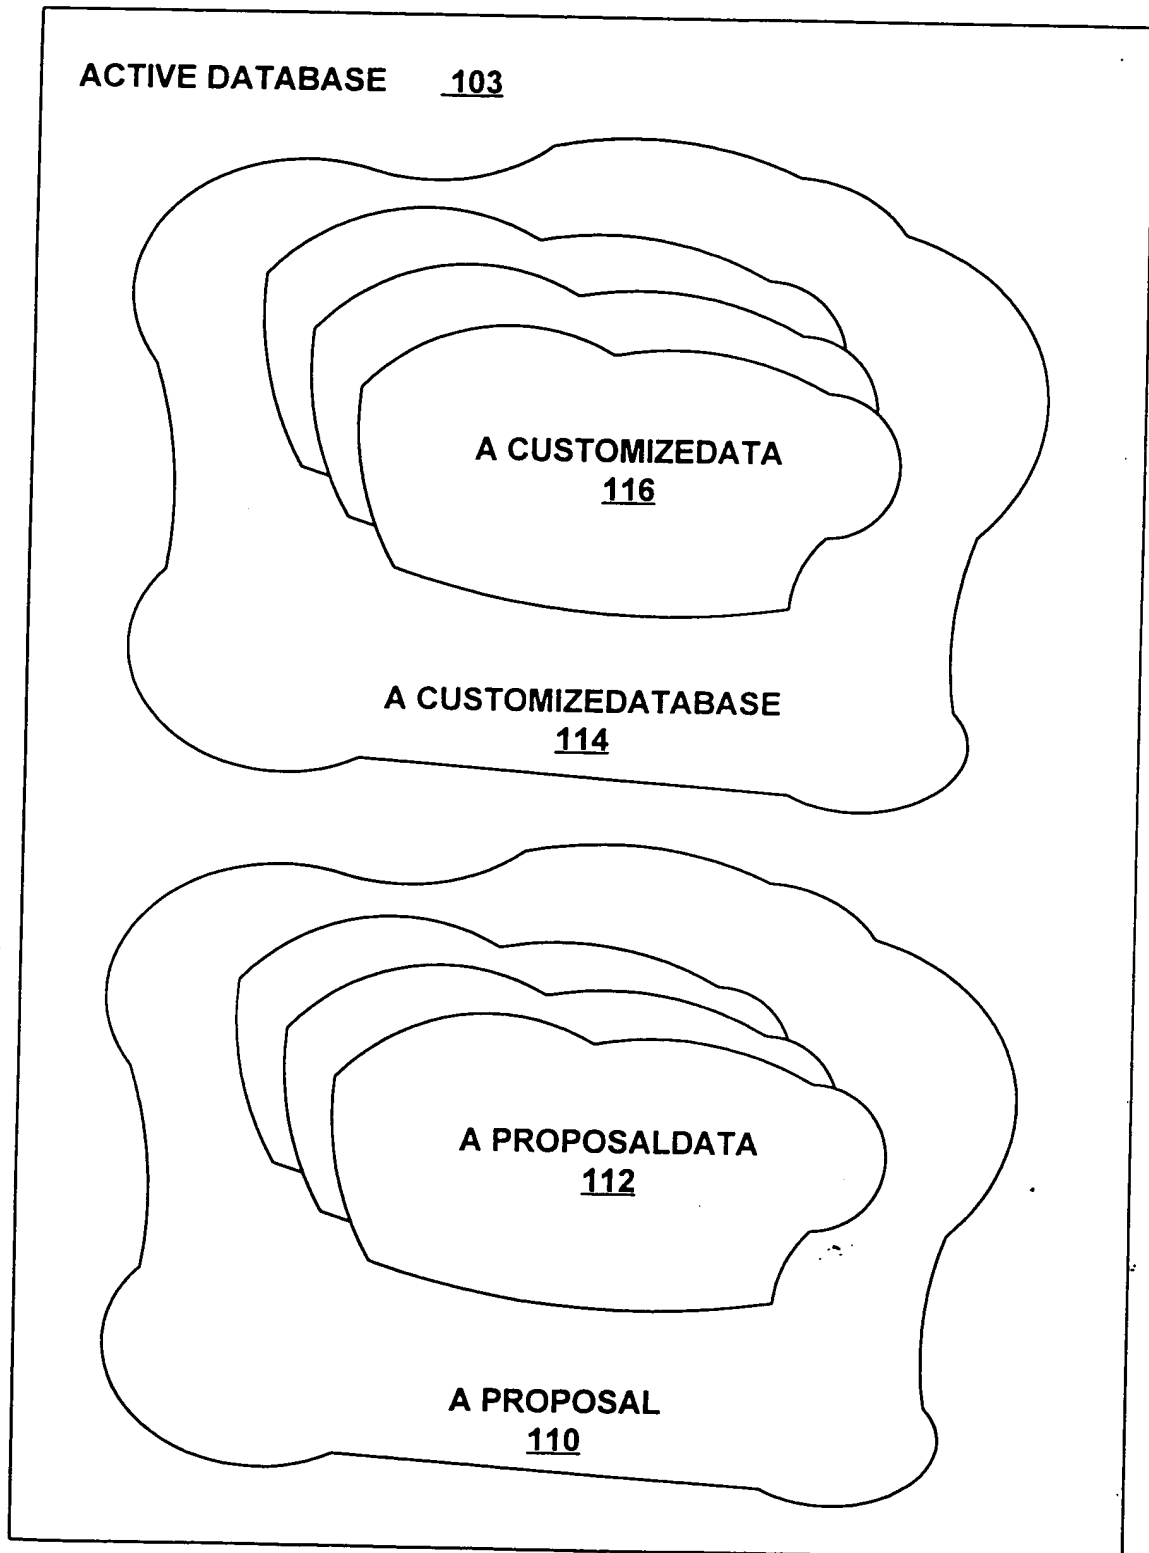 ACTIVE DATABASE 103
A CUSTOMIZEDATA
116
A CUSTOMIZEDATABASE
114
A PROPOSALDATA
112
A PROPOSAL
110